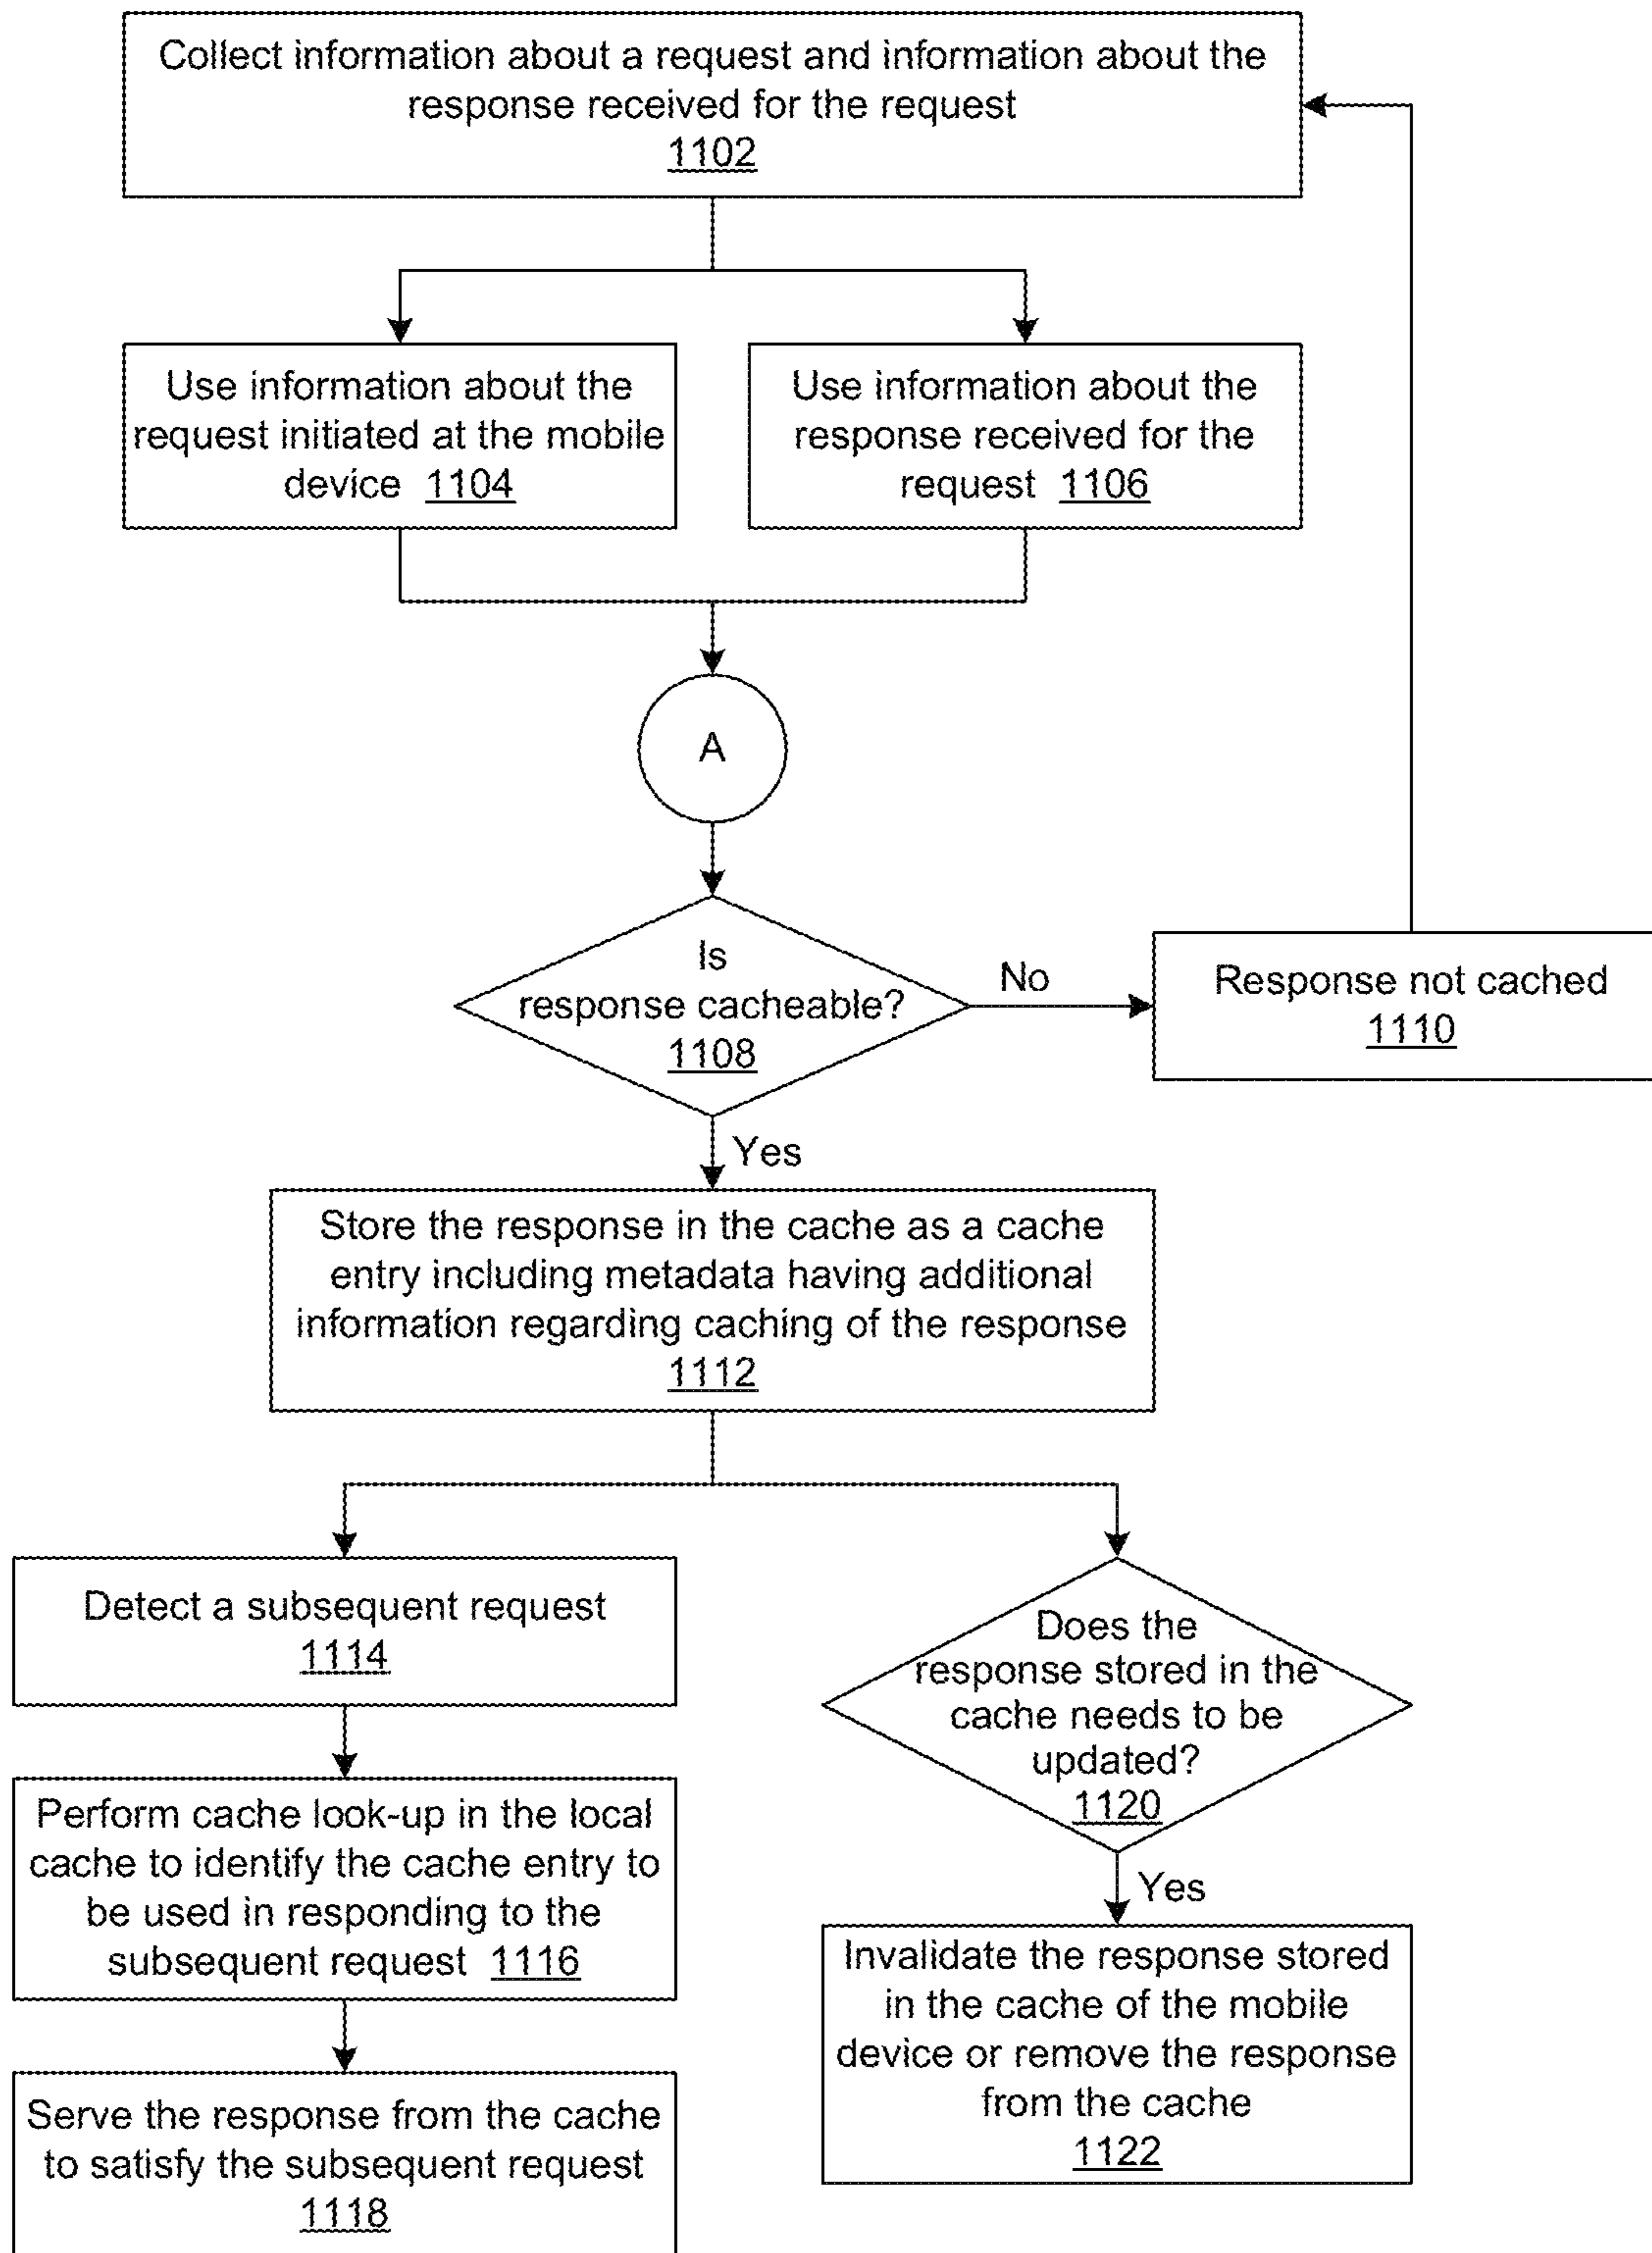 Collect information about a request and information about the
response received for the request
1102
Use information about the
request initiated at the mobile
device 1104
Use information about the
response received for the
request 1106
A
Is
response cacheable?
1108
No
Response not cached
1110
Yes
Store the response in the cache as a cache
entry including metadata having additional
information regarding caching of the response
1112
Detect a subsequent request
1114
Does the
response stored in the
cache needs to be
updated?
1120
Perform cache look-up in the local
cache to identify the cache entry to
be used in responding to the
subsequent request 1116
Yes
Invalidate the response stored
in the cache of the mobile
device or remove the response
from the cache
1122
Serve the response from the cache
to satisfy the subsequent request
1118